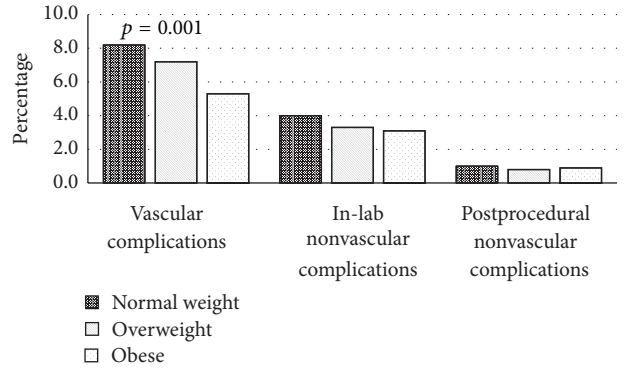 10.0
p = 0.001
8.0
6.0
4.0
2.0
0.0
Percentage
Vascular
complications
In-lab
nonvascular
complications
Postprocedural
nonvascular
complications
Normal weight
Overweight
Obese